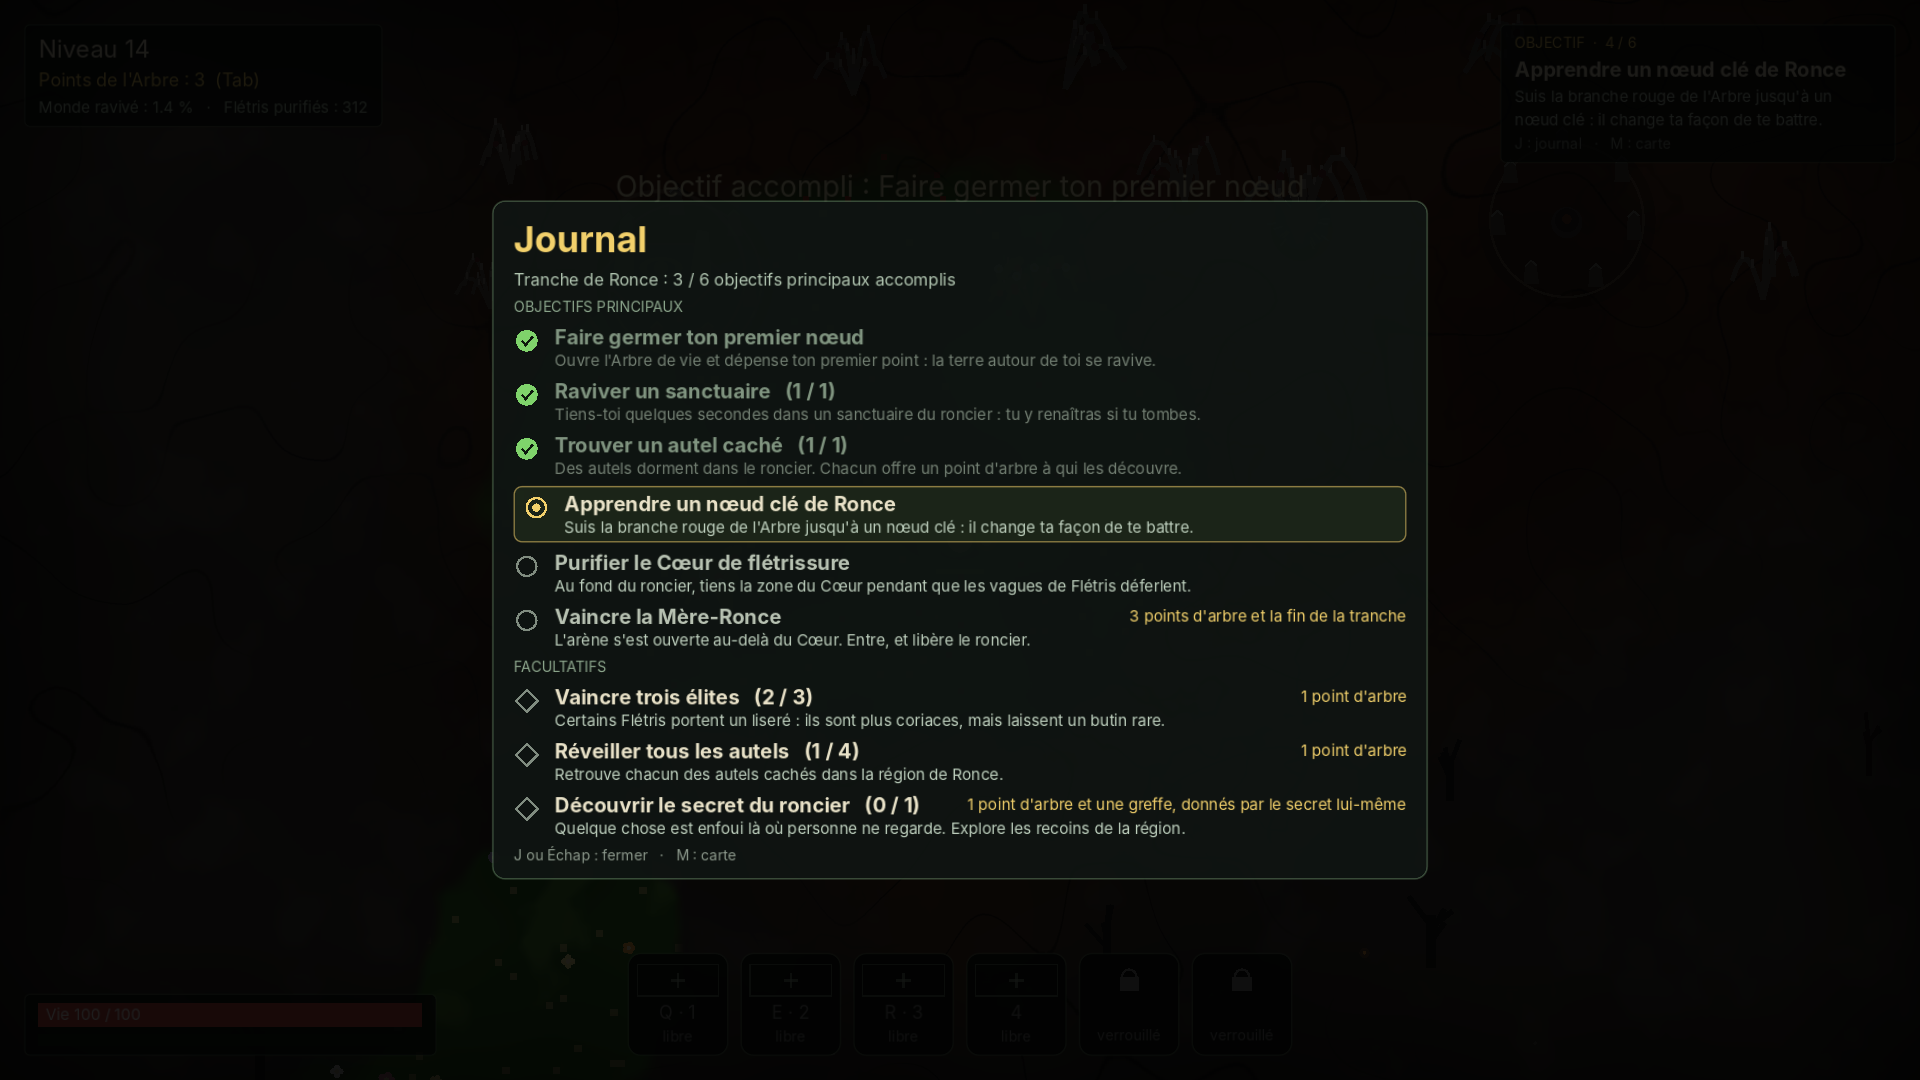 Niveau 14
Points de l'Arbre : 3 (Tab)
Monde ravivé : 1.4 % · Flétris purifiés : 312
OBJECTIF · 4 / 6
Apprendre un nœud clé de Ronce
Suis la branche rouge de l'Arbre jusqu'à un
nœud clé : il change ta façon de te battre.
J : journal · M : carte
Objectif accompli : Faire germer ton premier nœud
Journal
Tranche de Ronce : 3 / 6 objectifs principaux accomplis
OBJECTIFS PRINCIPAUX
Faire germer ton premier nœud
Ouvre l'Arbre de vie et dépense ton premier point : la terre autour de toi se ravive.
Raviver un sanctuaire (1 / 1)
Tiens-toi quelques secondes dans un sanctuaire du roncier : tu y renaîtras si tu tombes.
Trouver un autel caché (1 / 1)
Des autels dorment dans le roncier. Chacun offre un point d'arbre à qui les découvre.
Apprendre un nœud clé de Ronce
Suis la branche rouge de l'Arbre jusqu'à un nœud clé : il change ta façon de te battre.
Purifier le Cœur de flétrissure
Au fond du roncier, tiens la zone du Cœur pendant que les vagues de Flétris déferlent.
Vaincre la Mère-Ronce 3 points d'arbre et la fin de la tranche
L'arène s'est ouverte au-delà du Cœur. Entre, et libère le roncier.
FACULTATIFS
Vaincre trois élites (2 / 3) 1 point d'arbre
Certains Flétris portent un liseré : ils sont plus coriaces, mais laissent un butin rare.
Réveiller tous les autels (1 / 4) 1 point d'arbre
Retrouve chacun des autels cachés dans la région de Ronce.
Découvrir le secret du roncier (0 / 1) 1 point d'arbre et une greffe, donnés par le secret lui-même
Quelque chose est enfoui là où personne ne regarde. Explore les recoins de la région.
J ou Échap : fermer · M : carte
Vie 100 / 100
Q · 1 E · 2 R · 3 4
libre libre libre libre verrouillé verrouillé